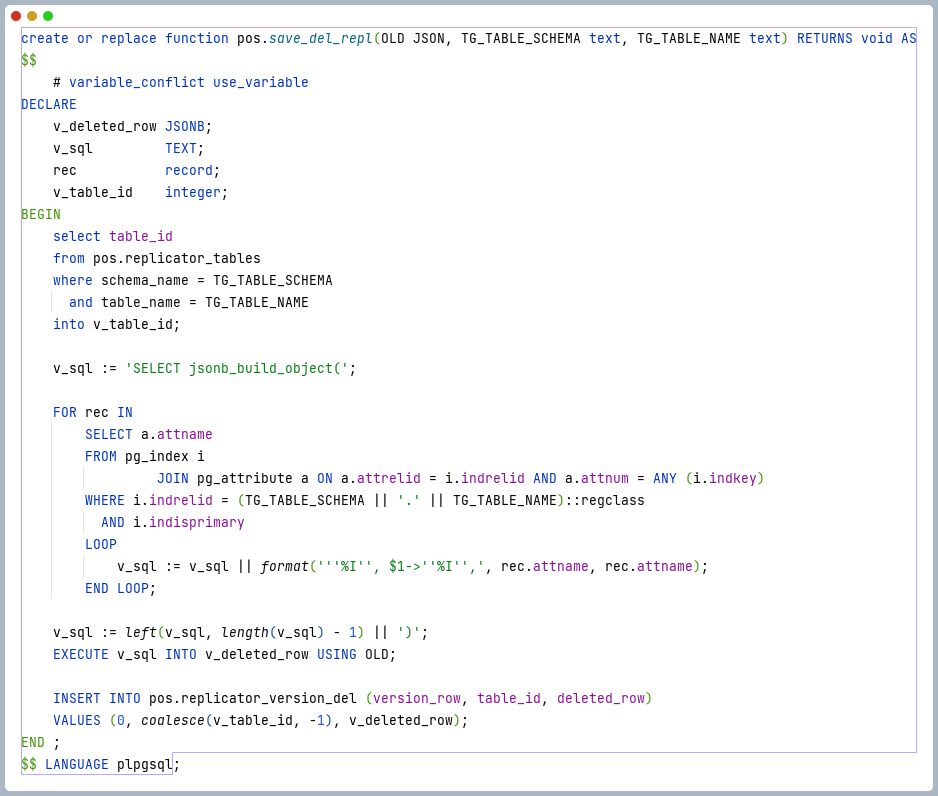 create or replace function pos.save_del_repl(OLD JSON, TG_TABLE_SCHEMA text, TG_TABLE_NAME text) RETURNS void AS
$$
    # variable_conflict use_variable
DECLARE
    v_deleted_row JSONB;
    v_sql         TEXT;
    rec           record;
    v_table_id    integer;
BEGIN
    select table_id
    from pos.replicator_tables
    where schema_name = TG_TABLE_SCHEMA
      and table_name = TG_TABLE_NAME
    into v_table_id;

    v_sql := 'SELECT jsonb_build_object(';

    FOR rec IN
        SELECT a.attname
        FROM pg_index i
                 JOIN pg_attribute a ON a.attrelid = i.indrelid AND a.attnum = ANY (i.indkey)
        WHERE i.indrelid = (TG_TABLE_SCHEMA || '.' || TG_TABLE_NAME)::regclass
          AND i.indisprimary
        LOOP
            v_sql := v_sql || format('''%I'', $1->''%I'',', rec.attname, rec.attname);
        END LOOP;

    v_sql := left(v_sql, length(v_sql) - 1) || ')';
    EXECUTE v_sql INTO v_deleted_row USING OLD;

    INSERT INTO pos.replicator_version_del (version_row, table_id, deleted_row)
    VALUES (0, coalesce(v_table_id, -1), v_deleted_row);
END ;
$$ LANGUAGE plpgsql;